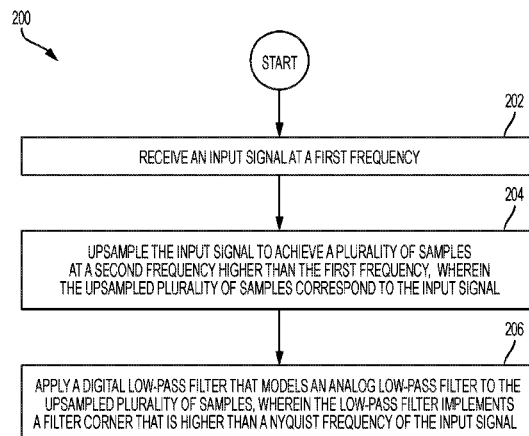 200
START
202
RECEIVE AN INPUT SIGNAL AT A FIRST FREQUENCY
204
UPSAMPLE THE INPUT SIGNAL TO ACHIEVE A PLURALITY OF SAMPLES
AT A SECOND FREQUENCY HIGHER THAN THE FIRST FREQUENCY, WHEREIN
THE UPSAMPLED PLURALITY OF SAMPLES CORRESPOND TO THE INPUT SIGNAL
206
APPLY A DIGITAL LOW-PASS FILTER THAT MODELS AN ANALOG LOW-PASS FILTER TO THE
UPSAMPLED PLURALITY OF SAMPLES, WHEREIN THE LOW-PASS FILTER IMPLEMENTS
A FILTER CORNER THAT IS HIGHER THAN A NYQUIST FREQUENCY OF THE INPUT SIGNAL